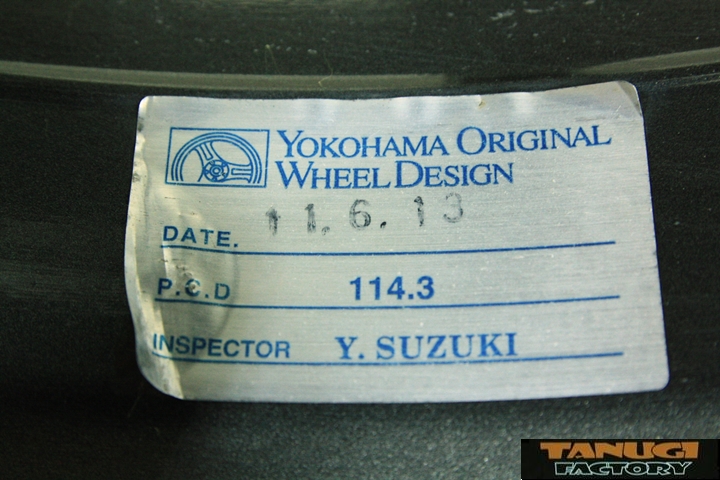 YOKOHAMA ORIGINAL
WHEEL DESIGN
DATE. 11.6.13
P.C.D 114.3
INSPECTOR Y. SUZUKI
TANUGI
FACTORY